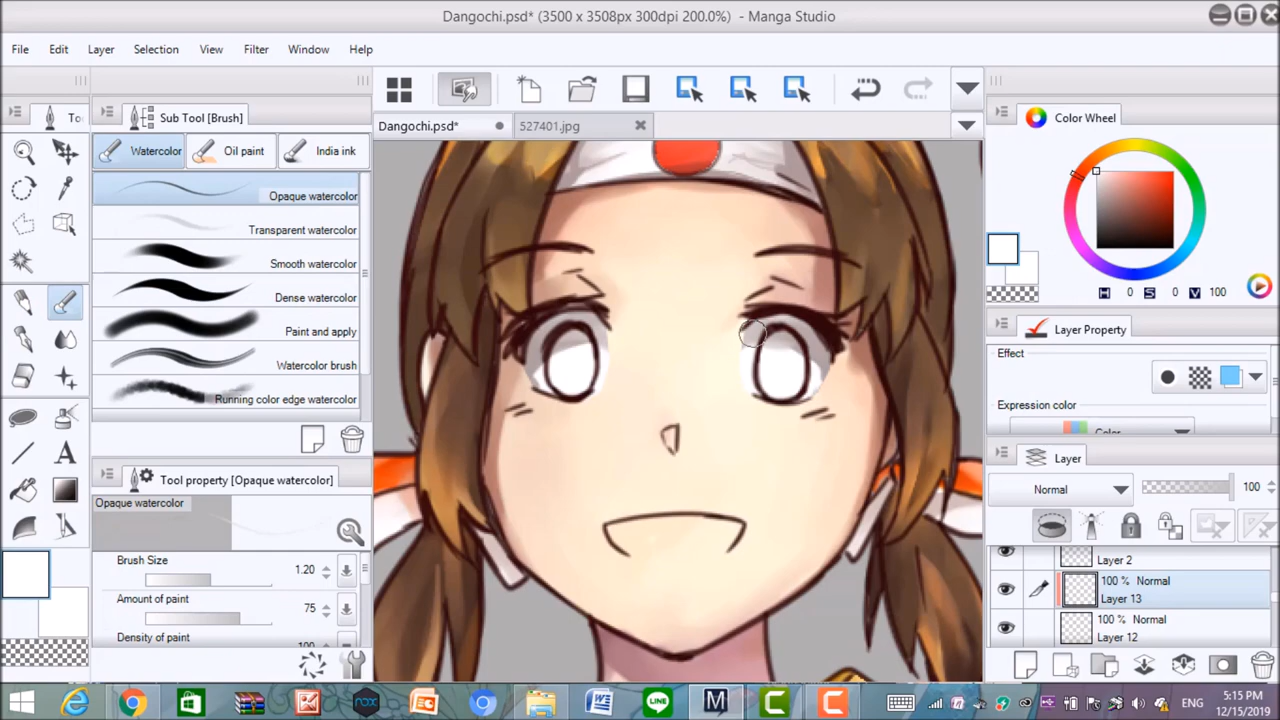 Dangochi.psd* (3500 x 3508px 300dpi 200.0%) - Manga Studio
File Edit Layer Selection View Filter Window Help
To
Sub Tool [Brush]
Watercolor Oil paint India ink
Opaque watercolor
Transparent watercolor
Smooth watercolor
Dense watercolor
Paint and apply
Watercolor brush
Running color edge watercolor
Tool property [Opaque watercolor]
Opaque watercolor
Brush Size 1.20
Amount of paint 75
Density of paint 100
Dangochi.psd* 527401.jpg
Color Wheel
H 0 S 0 V 100
Layer Property
Effect
Expression color
Color
Layer
Normal 100
Layer 2
100 % Normal
Layer 13
100 % Normal
Layer 12
W P LINE M C C ENG
5:15 PM
12/15/2019